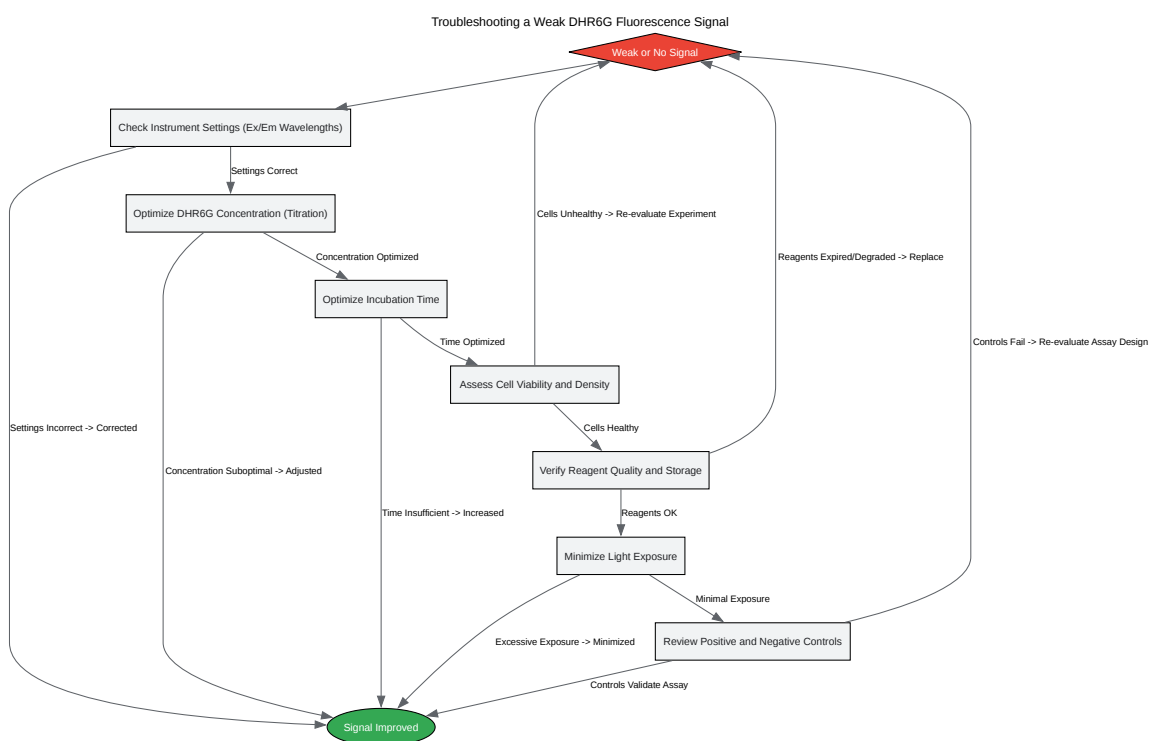 Troubleshooting a Weak DHR6G Fluorescence Signal
Weak or No Signal
Check Instrument Settings (Ex/Em Wavelengths)
Settings Correct
Optimize DHR6G Concentration (Titration)
Cells Unhealthy -> Re-evaluate Experiment
Concentration Optimized
Reagents Expired/Degraded -> Replace
Optimize Incubation Time
Time Optimized
Controls Fail -> Re-evaluate Assay Design
Assess Cell Viability and Density
Settings Incorrect -> Corrected
Cells Healthy
Concentration Suboptimal -> Adjusted
Verify Reagent Quality and Storage
Time Insufficient -> Increased
Reagents OK
Minimize Light Exposure
Minimal Exposure
Excessive Exposure -> Minimized
Review Positive and Negative Controls
Controls Validate Assay
Signal Improved